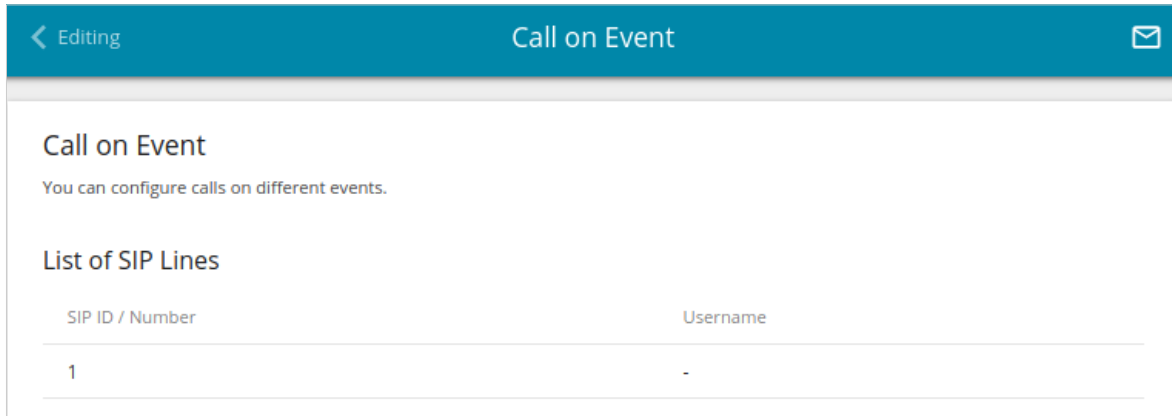 Editing
Call on Event
Call on Event
You can configure calls on different events.
List of SIP Lines
SIP ID / Number Username
1 -